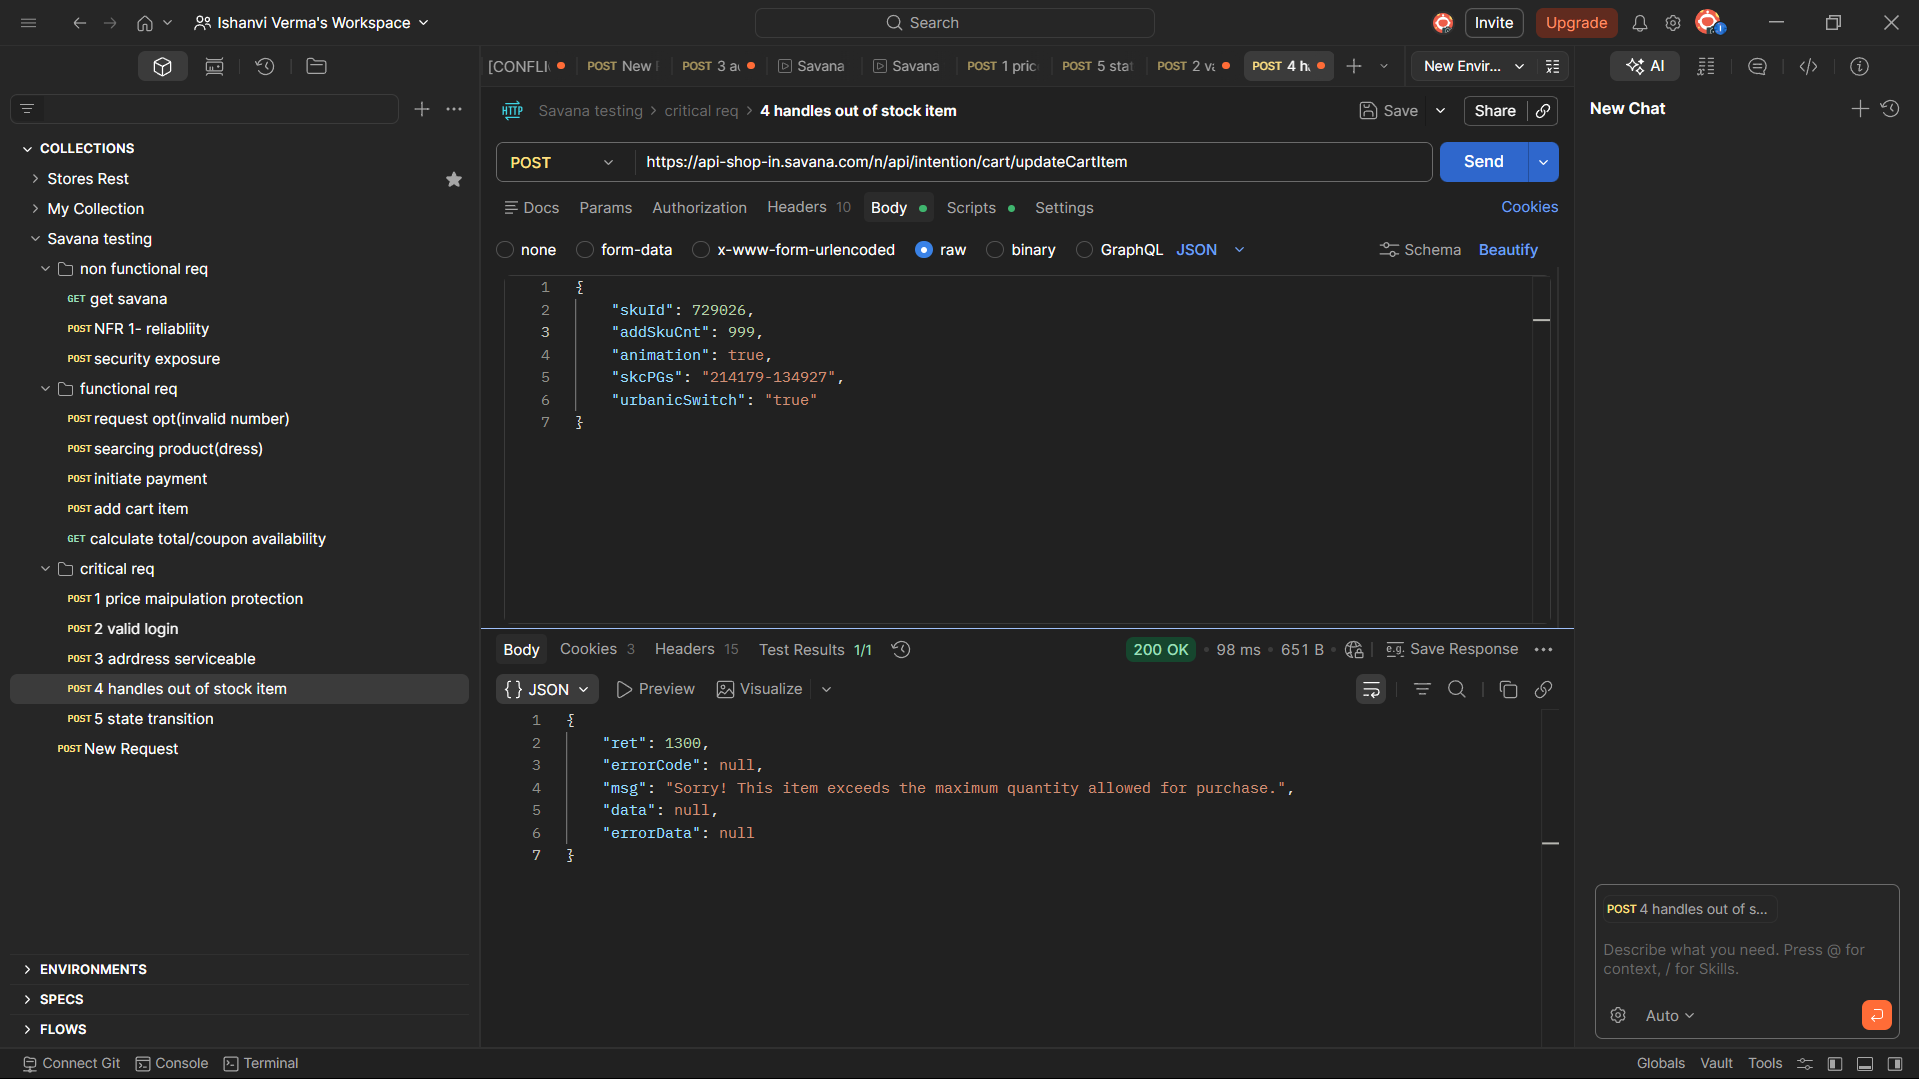 Ishanvi Verma's Workspace
Search
Invite
Upgrade
[CONFLI
POST New
POST 3 a
Savana
Savana
POST 1 pric
POST 5 stat
POST 2 va
POST 4 h
New Envir...
AI
HTTP Savana testing > critical req > 4 handles out of stock item
Save
Share
New Chat
POST
https://api-shop-in.savana.com/n/api/intention/cart/updateCartItem
Send
COLLECTIONS
Stores Rest
My Collection
Savana testing
non functional req
GET get savana
POST NFR 1- reliabliity
POST security exposure
functional req
POST request opt(invalid number)
POST searcing product(dress)
POST initiate payment
POST add cart item
GET calculate total/coupon availability
critical req
POST 1 price maipulation protection
POST 2 valid login
POST 3 adrdress serviceable
POST 4 handles out of stock item
POST 5 state transition
POST New Request
ENVIRONMENTS
SPECS
FLOWS
Docs Params Authorization Headers 10 Body Scripts Settings
Cookies
none form-data x-www-form-urlencoded raw binary GraphQL JSON
Schema Beautify
1 {
2 "skuId": 729026,
3 "addSkuCnt": 999,
4 "animation": true,
5 "skcPGs": "214179-134927",
6 "urbanicSwitch": "true"
7 }
Body Cookies 3 Headers 15 Test Results 1/1
200 OK • 98 ms • 651 B
e.g. Save Response
{} JSON Preview Visualize
1 {
2 "ret": 1300,
3 "errorCode": null,
4 "msg": "Sorry! This item exceeds the maximum quantity allowed for purchase.",
5 "data": null,
6 "errorData": null
7 }
POST 4 handles out of s...
Describe what you need. Press @ for
context, / for Skills.
Auto
Connect Git Console Terminal
Globals Vault Tools